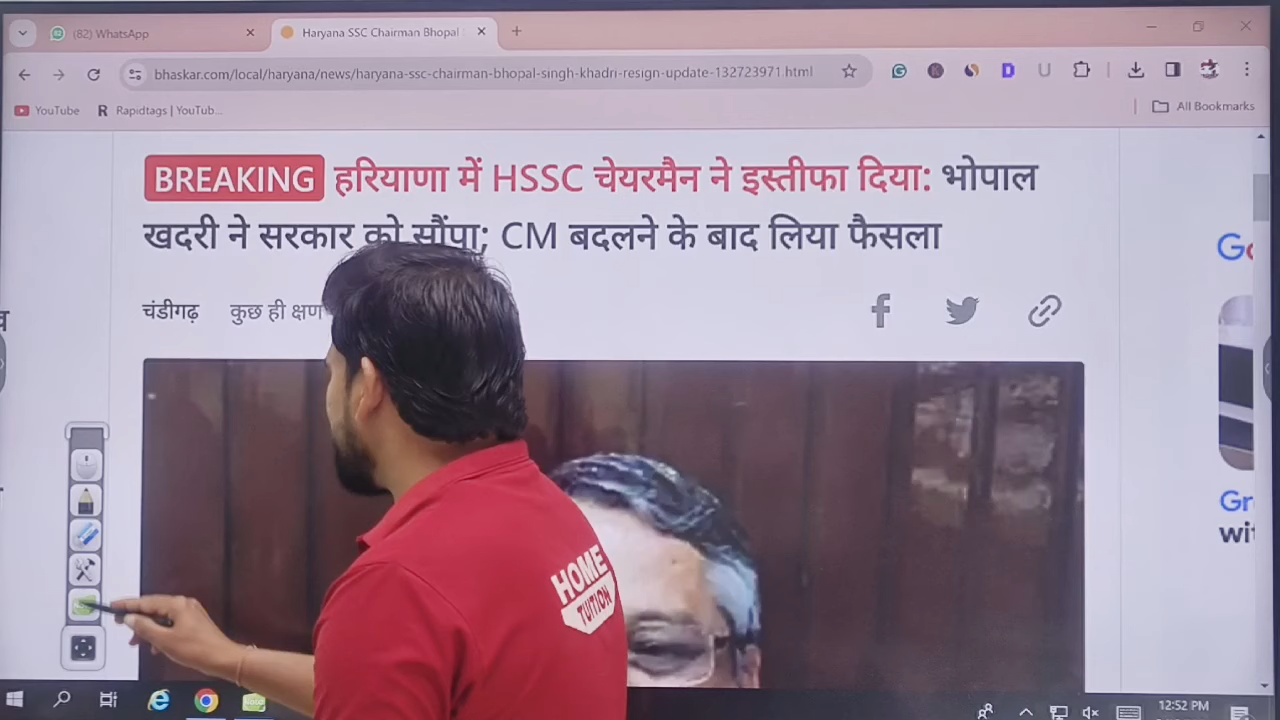 (82) WhatsApp
Haryana SSC Chairman Bhopal
bhaskar.com/local/haryana/news/haryana-ssc-chairman-bhopal-singh-khadri-resign-update-132723971.html
YouTube
Rapidtags | YouTub...
All Bookmarks
BREAKING हरियाणा में HSSC चेयरमैन ने इस्तीफा दिया: भोपाल
खदरी ने सरकार को सौंपा; CM बदलने के बाद लिया फैसला
चंडीगढ़ कुछ ही क्षण
HOME
TUITION
12:52 PM